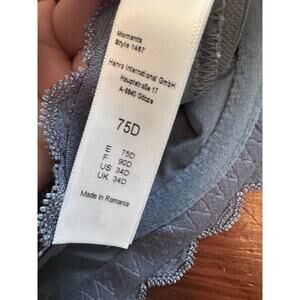 Moments
Style 1467
Hanro International GmbH
Hauptstraße 17
A-6840 Götzis
75D
E 75D
F 90D
US 34D
UK 34D
Made in Romania